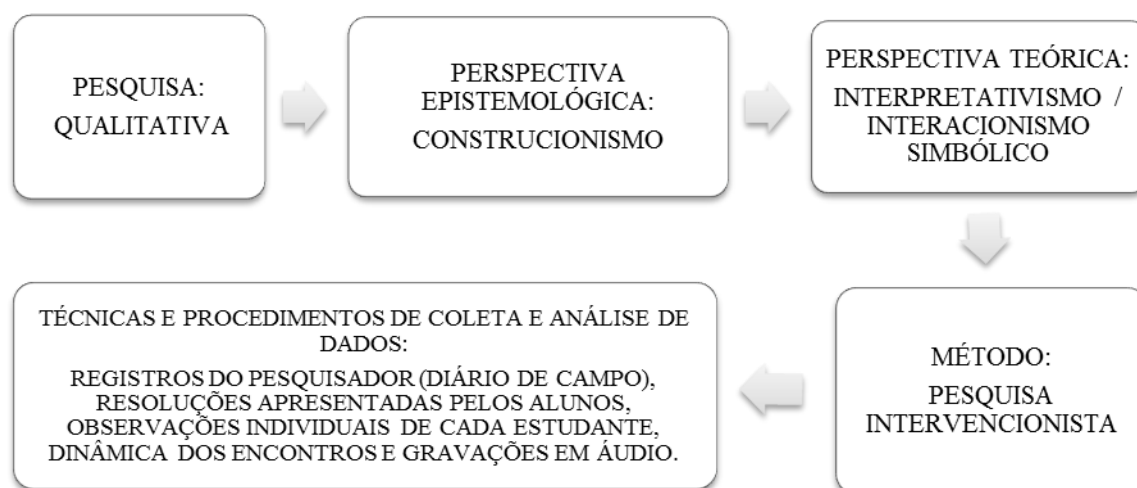 PESQUISA:
QUALITATIVA
PERSPECTIVA
EPISTEMOLÓGICA:
CONSTRUCIONISMO
PERSPECTIVA TEÓRICA:
INTERPRETATIVISMO /
INTERACIONISMO
SIMBÓLICO
MÉTODO:
PESQUISA
INTERVENCIONISTA
TÉCNICAS E PROCEDIMENTOS DE COLETA E ANÁLISE DE
DADOS:
REGISTROS DO PESQUISADOR (DIÁRIO DE CAMPO),
RESOLUÇÕES APRESENTADAS PELOS ALUNOS,
OBSERVAÇÕES INDIVIDUAIS DE CADA ESTUDANTE,
DINÂMICA DOS ENCONTROS E GRAVAÇÕES EM ÁUDIO.